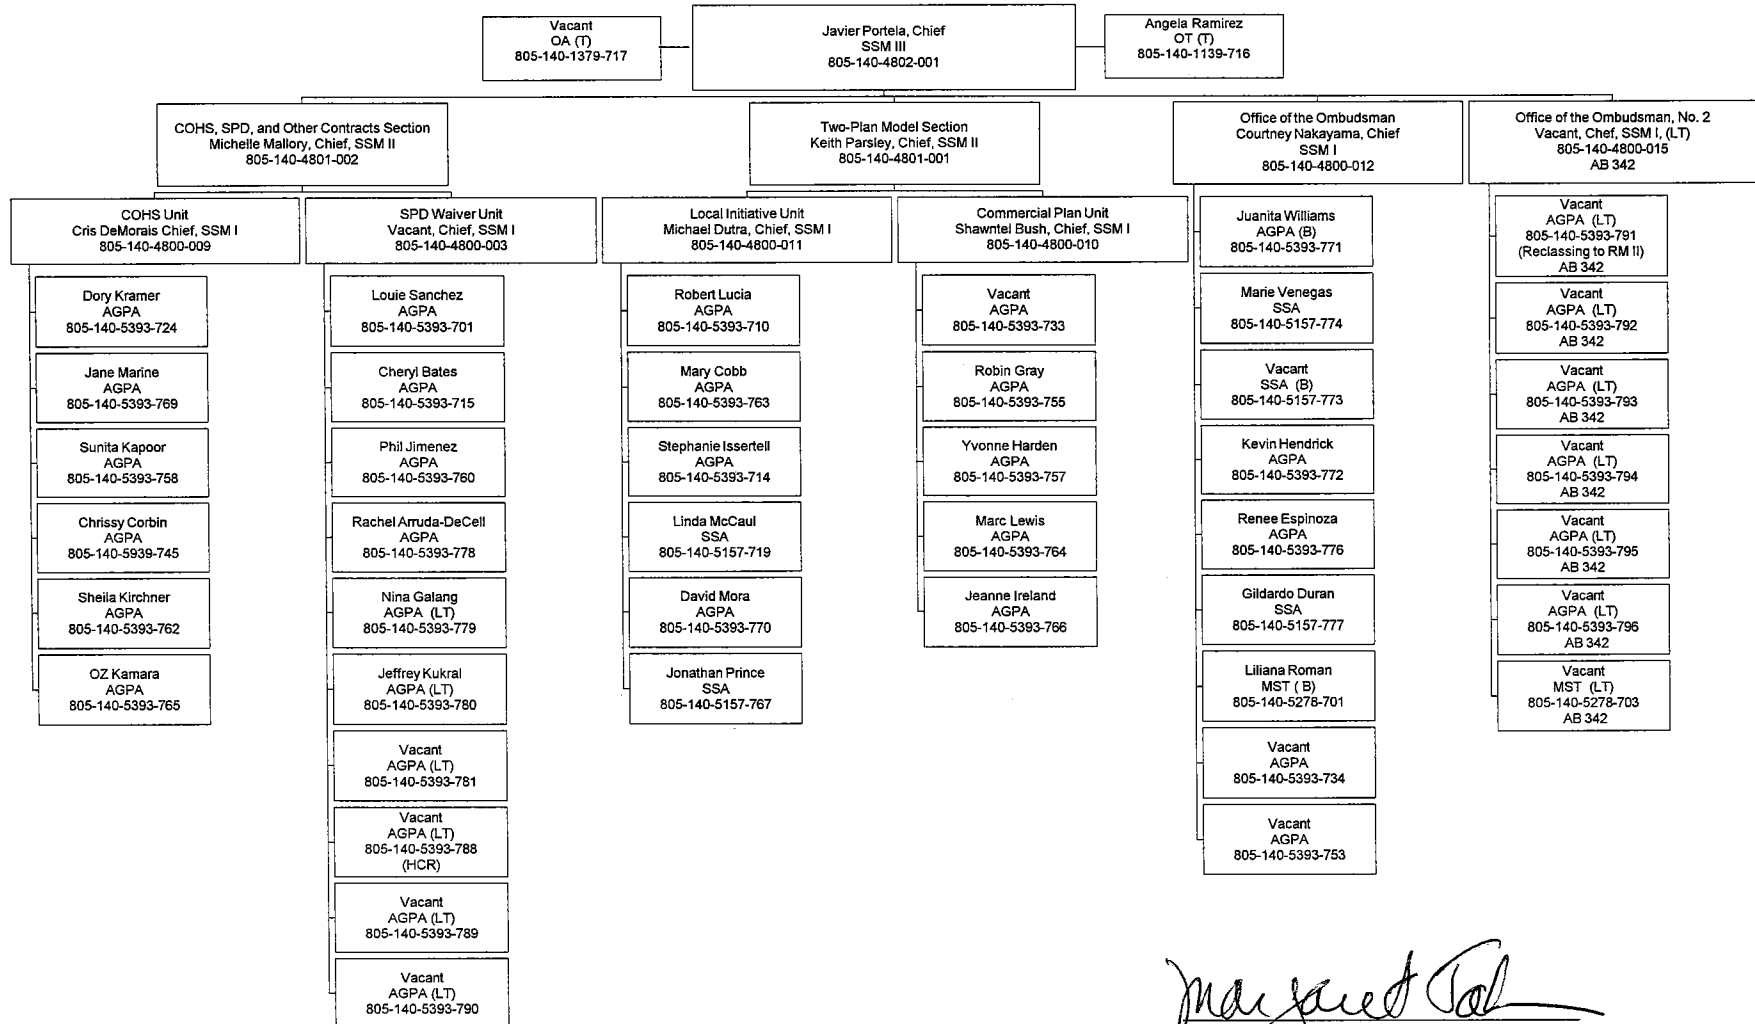 Vacant
OA (T)
805-140-1379-717
Javier Portela, Chief
SSM III
805-140-4802-001
Angela Ramirez
OT (T)
805-140-1139-716
COHS, SPD, and Other Contracts Section
Michelle Mallory, Chief, SSM II
805-140-4801-002
Two-Plan Model Section
Keith Parsley, Chief, SSM II
805-140-4801-001
Office of the Ombudsman
Courtney Nakayama, Chief
SSM I
805-140-4800-012
Office of the Ombudsman, No. 2
Vacant, Chef, SSM I, (LT)
805-140-4800-015
AB 342
COHS Unit
Cris DeMorais Chief, SSM I
805-140-4800-009
SPD Waiver Unit
Vacant, Chief, SSM I
805-140-4800-003
Local Initiative Unit
Michael Dutra, Chief, SSM I
805-140-4800-011
Commercial Plan Unit
Shawntel Bush, Chief, SSM I
805-140-4800-010
Dory Kramer
AGPA
805-140-5393-724
Jane Marine
AGPA
805-140-5393-769
Sunita Kapoor
AGPA
805-140-5393-758
Chrissy Corbin
AGPA
805-140-5939-745
Sheila Kirchner
AGPA
805-140-5393-762
OZ Kamara
AGPA
805-140-5393-765
Louie Sanchez
AGPA
805-140-5393-701
Cheryl Bates
AGPA
805-140-5393-715
Phil Jimenez
AGPA
805-140-5393-760
Rachel Arruda-DeCell
AGPA
805-140-5393-778
Nina Galang
AGPA (LT)
805-140-5393-779
Jeffrey Kukral
AGPA (LT)
805-140-5393-780
Vacant
AGPA (LT)
805-140-5393-781
Vacant
AGPA (LT)
805-140-5393-788
(HCR)
Vacant
AGPA (LT)
805-140-5393-789
Vacant
AGPA (LT)
805-140-5393-790
Robert Lucia
AGPA
805-140-5393-710
Mary Cobb
AGPA
805-140-5393-763
Stephanie Issertell
AGPA
805-140-5393-714
Linda McCaul
SSA
805-140-5157-719
David Mora
AGPA
805-140-5393-770
Jonathan Prince
SSA
805-140-5157-767
Vacant
AGPA
805-140-5393-733
Robin Gray
AGPA
805-140-5393-755
Yvonne Harden
AGPA
805-140-5393-757
Marc Lewis
AGPA
805-140-5393-764
Jeanne Ireland
AGPA
805-140-5393-766
Juanita Williams
AGPA (B)
805-140-5393-771
Marie Venegas
SSA
805-140-5157-774
Vacant
SSA (B)
805-140-5157-773
Kevin Hendrick
AGPA
805-140-5393-772
Renee Espinoza
AGPA
805-140-5393-776
Gildardo Duran
SSA
805-140-5157-777
Liliana Roman
MST ( B)
805-140-5278-701
Vacant
AGPA
805-140-5393-734
Vacant
AGPA
805-140-5393-753
Vacant
AGPA (LT)
805-140-5393-791
(Reclassing to RM II)
AB 342
Vacant
AGPA (LT)
805-140-5393-792
AB 342
Vacant
AGPA (LT)
805-140-5393-793
AB 342
Vacant
AGPA (LT)
805-140-5393-794
AB 342
Vacant
AGPA (LT)
805-140-5393-795
AB 342
Vacant
AGPA (LT)
805-140-5393-796
AB 342
Vacant
MST (LT)
805-140-5278-703
AB 342
Margaret